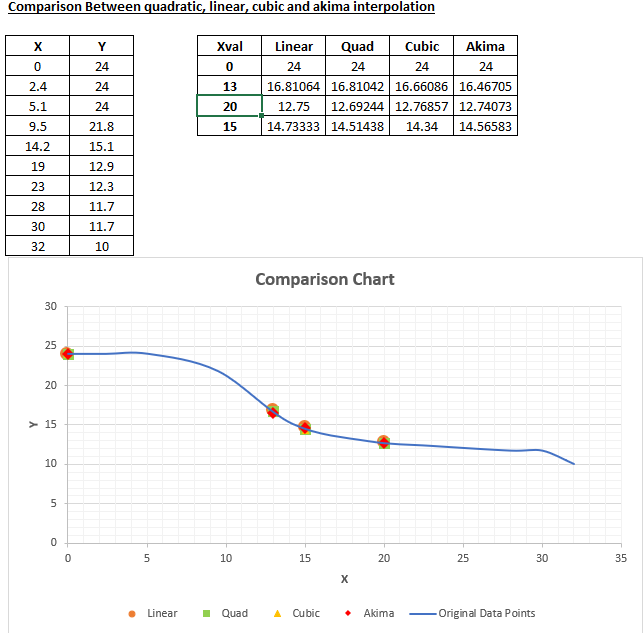 Comparison Between quadratic, linear, cubic and akima interpolation
X Y
0 24
2.4 24
5.1 24
9.5 21.8
14.2 15.1
19 12.9
23 12.3
28 11.7
30 11.7
32 10
Xval Linear Quad Cubic Akima
0 24 24 24 24
13 16.81064 16.81042 16.66086 16.46705
20 12.75 12.69244 12.76857 12.74073
15 14.73333 14.51438 14.34 14.56583
Comparison Chart
30
25
20
15
10
5
0
Y
0 5 10 15 20 25 30 35
X
Linear Quad Cubic Akima Original Data Points